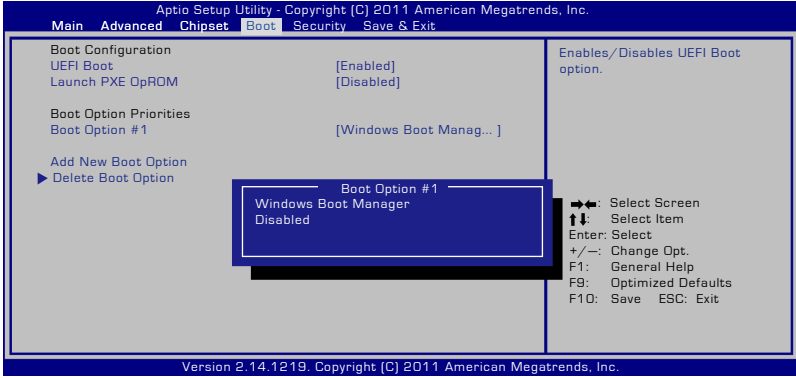 Aptio Setup Utility - Copyright (C) 2011 American Megatrends, Inc.
Main Advanced Chipset Boot Security Save & Exit
Boot Configuration
UEFI Boot [Enabled]
Launch PXE OpROM [Disabled]
Boot Option Priorities
Boot Option #1 [Windows Boot Manag... ]
Add New Boot Option
Delete Boot Option
Boot Option #1
Windows Boot Manager
Disabled
Enables/Disables UEFI Boot
option.
→←: Select Screen
↑↓: Select Item
Enter: Select
+/—: Change Opt.
F1: General Help
F9: Optimized Defaults
F10: Save ESC: Exit
Version 2.14.1219. Copyright (C) 2011 American Megatrends, Inc.